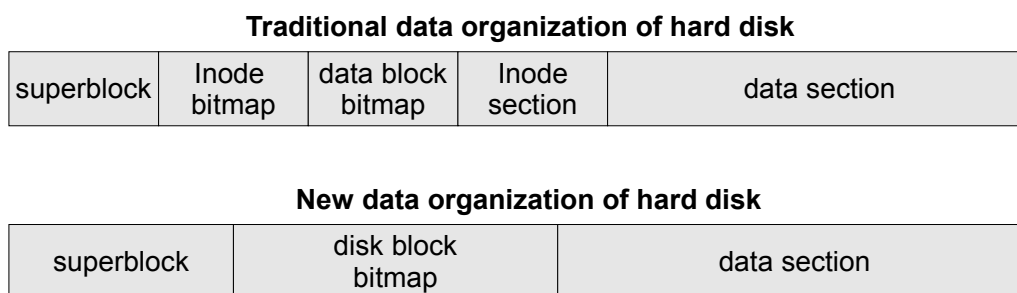 Traditional data organization of hard disk
superblock
Inode
bitmap
data block
bitmap
Inode
section
data section
New data organization of hard disk
superblock
disk block
bitmap
data section